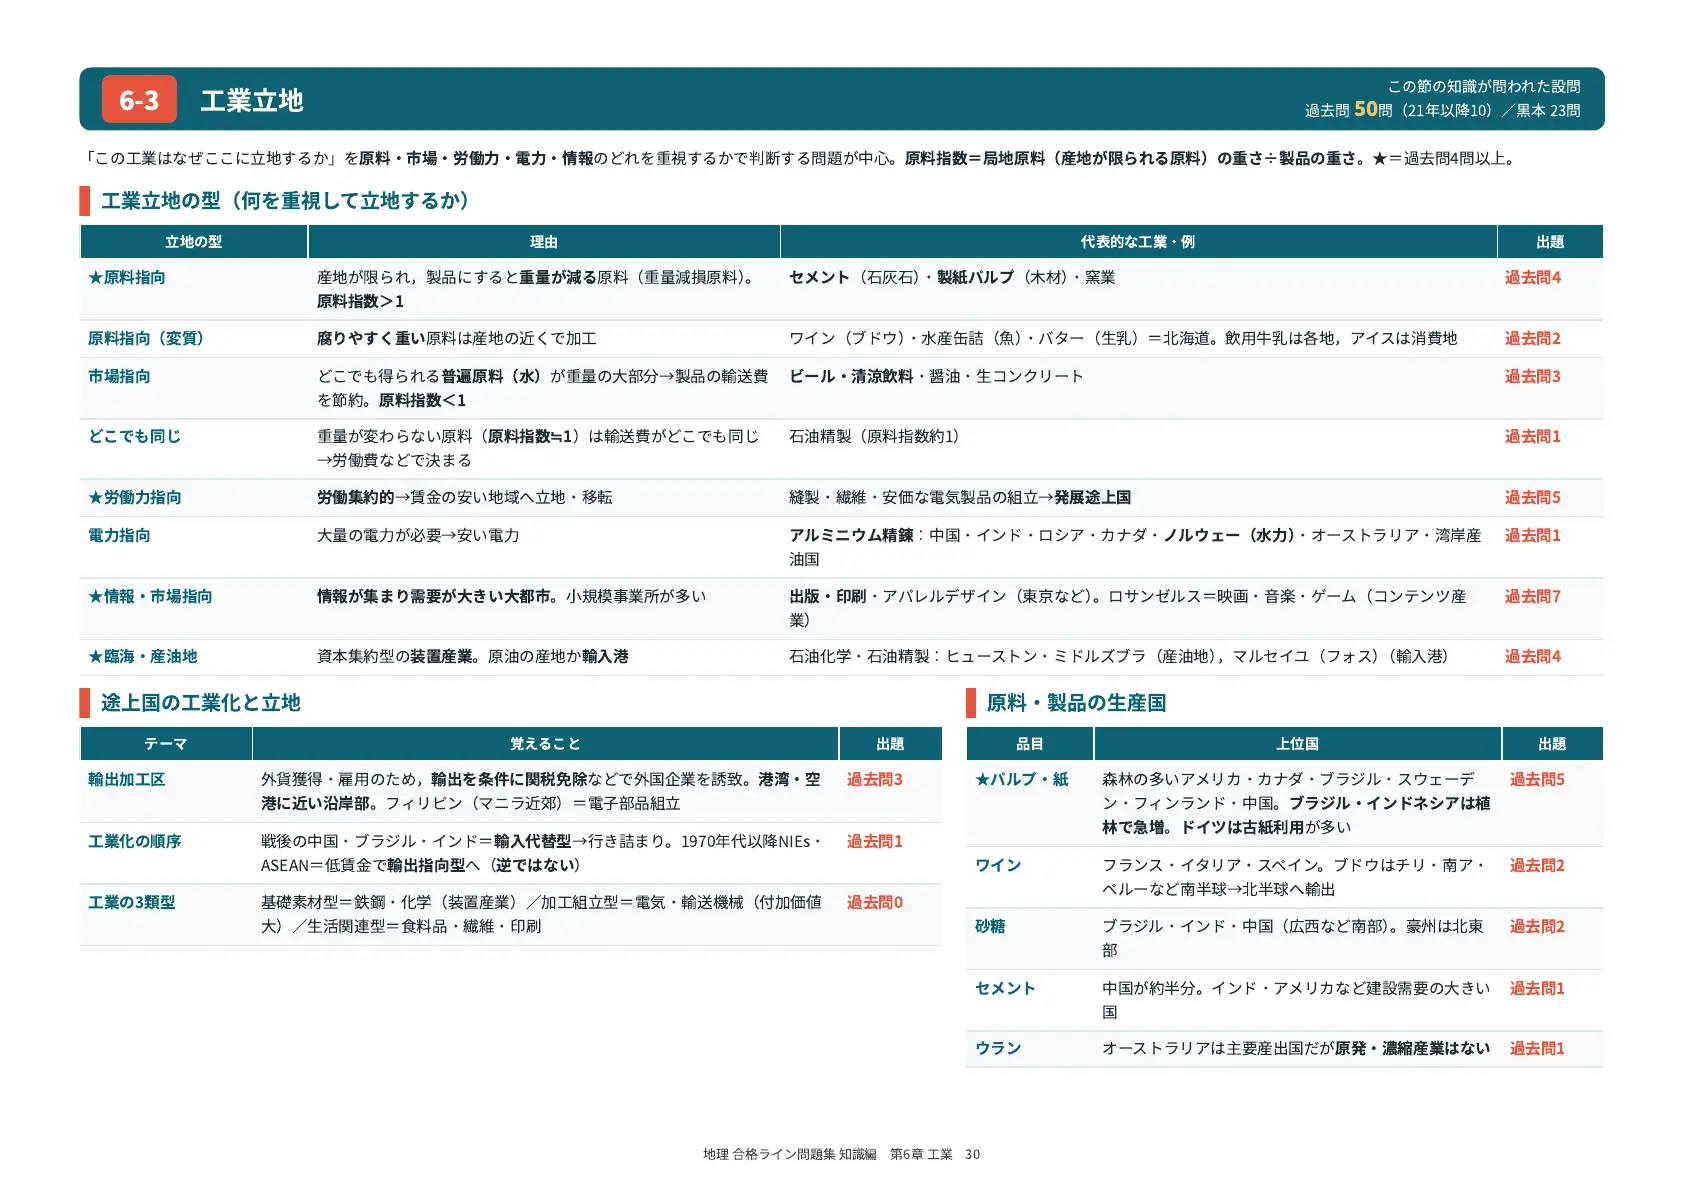 6-3 工業立地
この節の知識が問われた設問
過去問 50問（21年以降10）／黒本 23問
「この工業はなぜここに立地するか」を原料・市場・労働力・電力・情報のどれを重視するかで判断する問題が中心。原料指数＝局地原料（産地が限られる原料）の重さ÷製品の重さ。★＝過去問4問以上。
工業立地の型（何を重視して立地するか）
立地の型 理由 代表的な工業・例 出題
★原料指向 産地が限られ，製品にすると重量が減る原料（重量減損原料）。 セメント（石灰石）・製紙パルプ（木材）・窯業 過去問4
原料指数＞1
原料指向（変質） 腐りやすく重い原料は産地の近くで加工 ワイン（ブドウ）・水産缶詰（魚）・バター（生乳）＝北海道。飲用牛乳は各地，アイスは消費地 過去問2
市場指向 どこでも得られる普遍原料（水）が重量の大部分→製品の輸送費 ビール・清涼飲料・醤油・生コンクリート 過去問3
を節約。原料指数＜1
どこでも同じ 重量が変わらない原料（原料指数≒1）は輸送費がどこでも同じ 石油精製（原料指数約1） 過去問1
→労働費などで決まる
★労働力指向 労働集約的→賃金の安い地域へ立地・移転 縫製・繊維・安価な電気製品の組立→発展途上国 過去問5
電力指向 大量の電力が必要→安い電力 アルミニウム精錬：中国・インド・ロシア・カナダ・ノルウェー（水力）・オーストラリア・湾岸産 過去問1
油国
★情報・市場指向 情報が集まり需要が大きい大都市。小規模事業所が多い 出版・印刷・アパレルデザイン（東京など）。ロサンゼルス＝映画・音楽・ゲーム（コンテンツ産 過去問7
業）
★臨海・産油地 資本集約型の装置産業。原油の産地か輸入港 石油化学・石油精製：ヒューストン・ミドルズブラ（産油地），マルセイユ（フォス）（輸入港） 過去問4
途上国の工業化と立地
テーマ 覚えること 出題
輸出加工区 外貨獲得・雇用のため，輸出を条件に関税免除などで外国企業を誘致。港湾・空 過去問3
港に近い沿岸部。フィリピン（マニラ近郊）＝電子部品組立
工業化の順序 戦後の中国・ブラジル・インド＝輸入代替型→行き詰まり。1970年代以降NIEs・ 過去問1
ASEAN＝低賃金で輸出指向型へ（逆ではない）
工業の3類型 基礎素材型＝鉄鋼・化学（装置産業）／加工組立型＝電気・輸送機械（付加価値 過去問0
大）／生活関連型＝食料品・繊維・印刷
原料・製品の生産国
品目 上位国 出題
★パルプ・紙 森林の多いアメリカ・カナダ・ブラジル・スウェーデ 過去問5
ン・フィンランド・中国。ブラジル・インドネシアは植
林で急増。ドイツは古紙利用が多い
ワイン フランス・イタリア・スペイン。ブドウはチリ・南ア・ 過去問2
ペルーなど南半球→北半球へ輸出
砂糖 ブラジル・インド・中国（広西など南部）。豪州は北東 過去問2
部
セメント 中国が約半分。インド・アメリカなど建設需要の大きい 過去問1
国
ウラン オーストラリアは主要産出国だが原発・濃縮産業はない 過去問1
地理 合格ライン問題集 知識編 第6章 工業 30